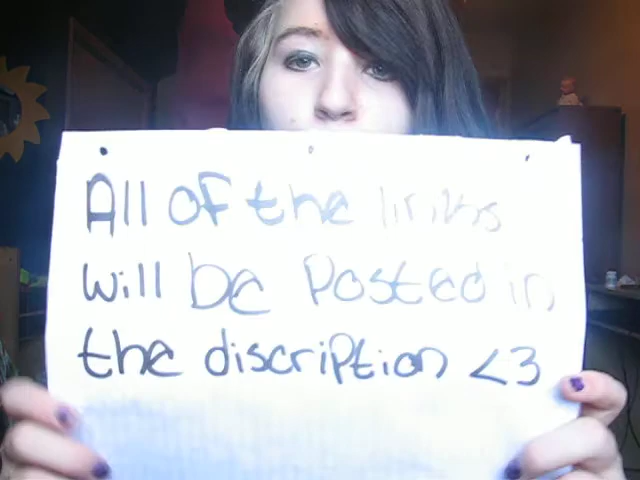 All of the links
will be Posted in
the discription <3